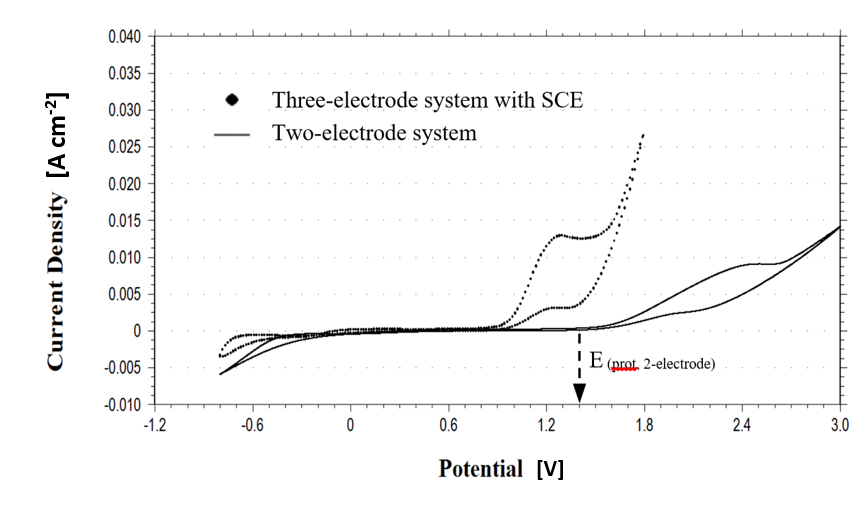 0.040
0.035
0.030
0.025
0.020
0.015
0.010
0.005
0
-0.005
-0.010
Current Density [A cm-2]
Three-electrode system with SCE
Two-electrode system
E (prot. 2-electrode)
-1.2 -0.6 0 0.6 1.2 1.8 2.4 3.0
Potential [V]